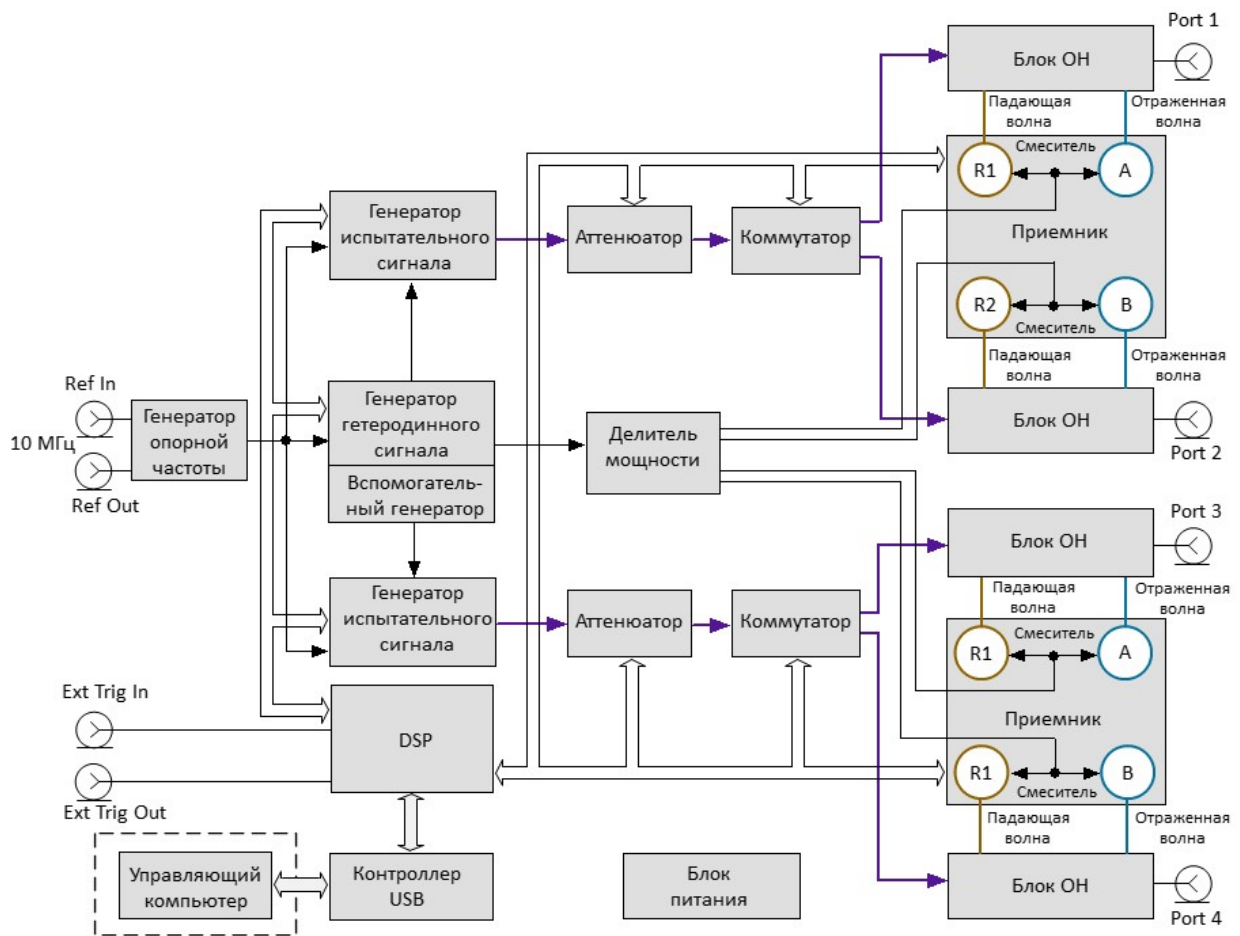 Port 1
Блок ОН
Падающая
волна
Отраженная
волна
Смеситель
R1
A
Приемник
R2
B
Смеситель
Падающая
волна
Отраженная
волна
Блок ОН
Port 2
Генератор
испытательного
сигнала
Аттенюатор
Коммутатор
Ref In
10 МГц
Ref Out
Генератор
опорной
частоты
Генератор
гетеродинного
сигнала
Вспомогатель-
ный генератор
Делитель
мощности
Port 3
Блок ОН
Падающая
волна
Отраженная
волна
Генератор
испытательного
сигнала
Аттенюатор
Коммутатор
Смеситель
R1
A
Приемник
R1
B
Смеситель
Падающая
волна
Отраженная
волна
Блок ОН
Port 4
Ext Trig In
Ext Trig Out
DSP
Управляющий
компьютер
Контроллер
USB
Блок
питания